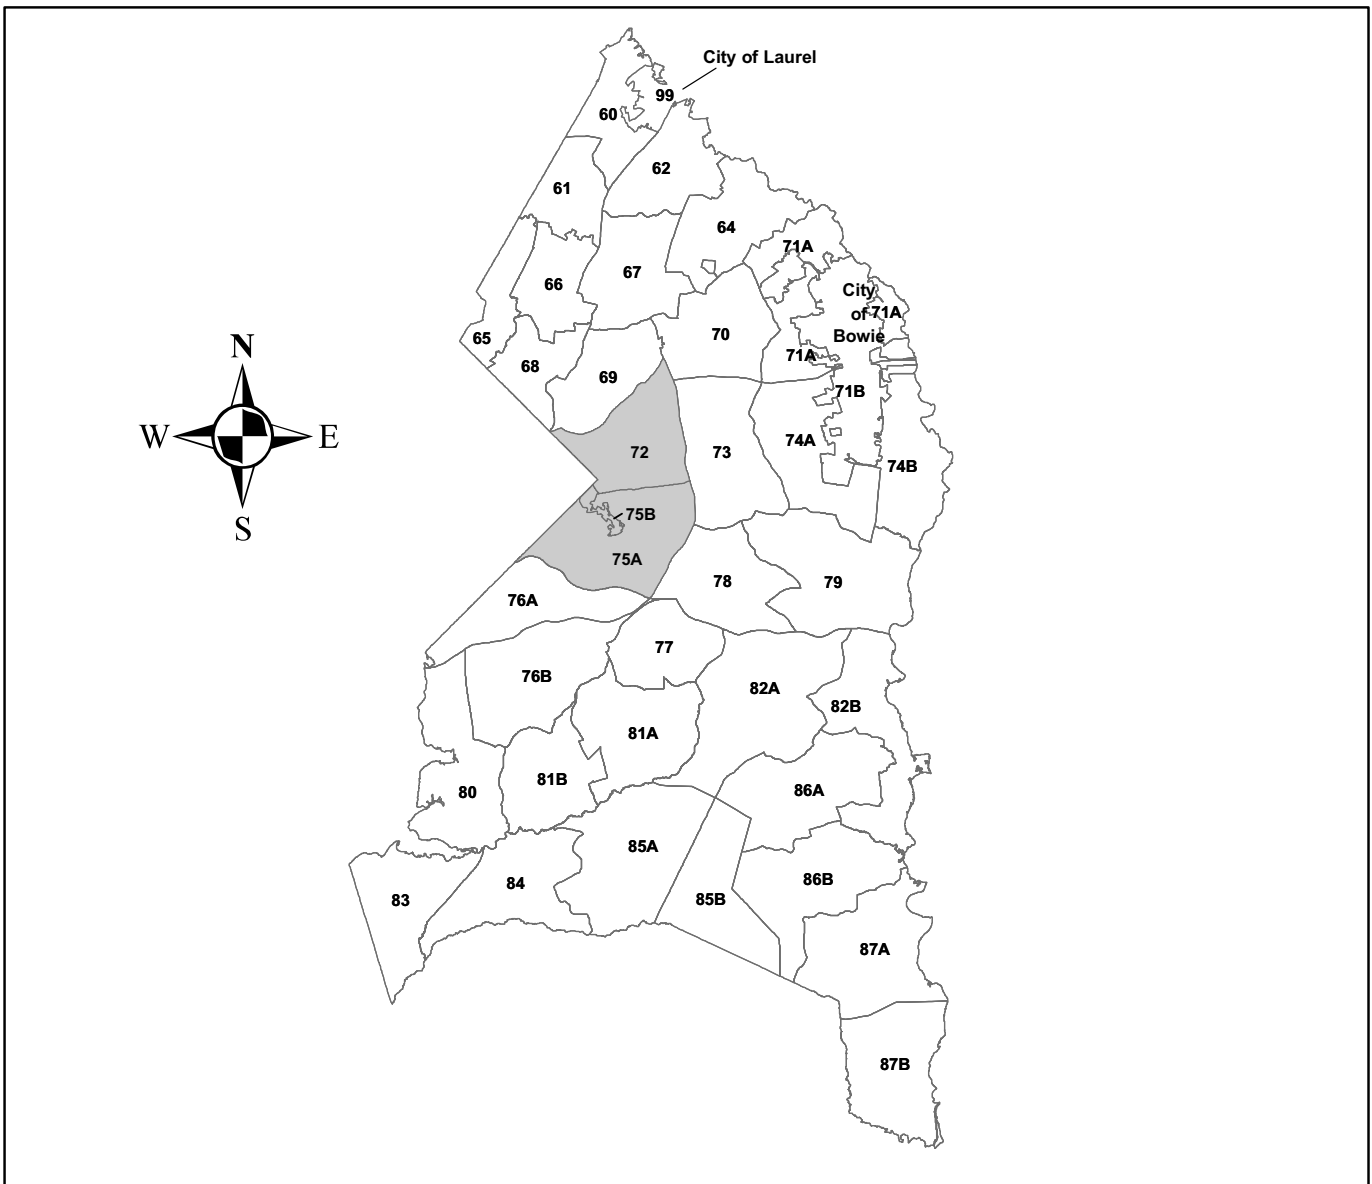 City of Laurel
99
60
62
61
64
71A
67
66
City
of
Bowie
71A
65
70
68
71A
69
71B
N
W
E
S
72
73
74A
74B
75B
75A
78
79
76A
77
76B
82A
82B
81A
81B
80
86A
85A
86B
84
83
85B
87A
87B